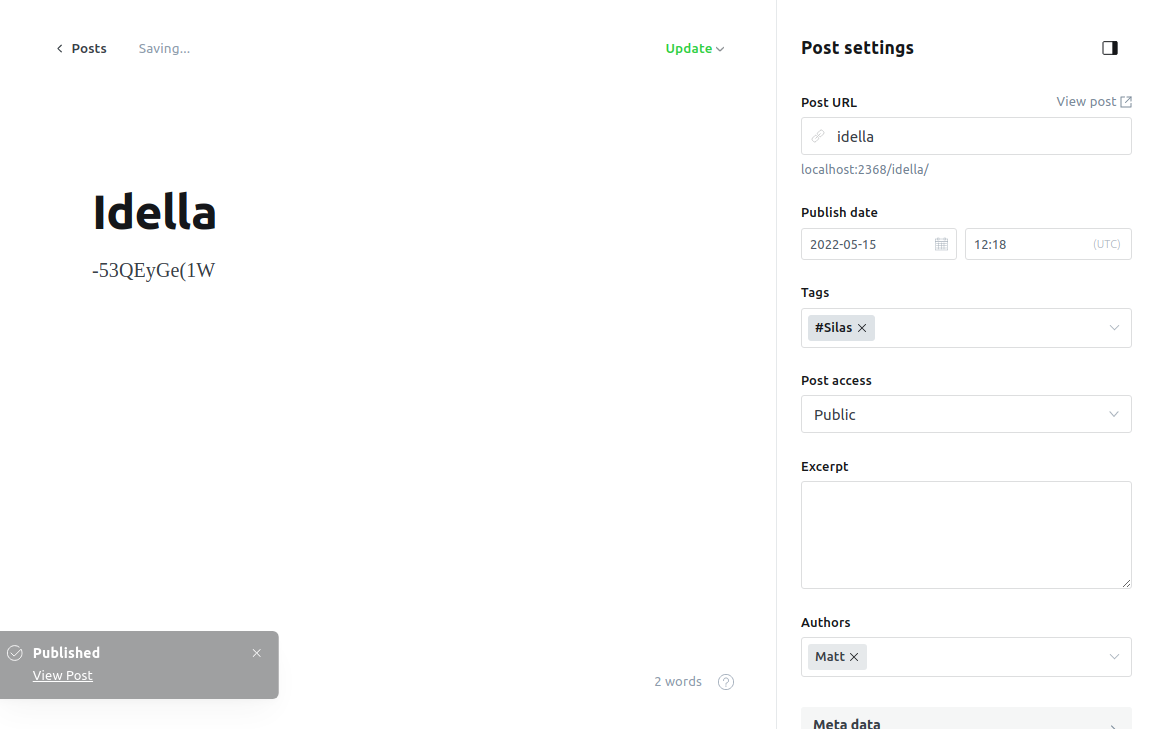 Posts
Saving...
Update
Idella
-53QEyGe(1W
Published
View Post
2 words
?
Post settings
Post URL
View post
idella
localhost:2368/idella/
Publish date
2022-05-15
12:18
(UTC)
Tags
#Silas
Post access
Public
Excerpt
Authors
Matt
Meta data